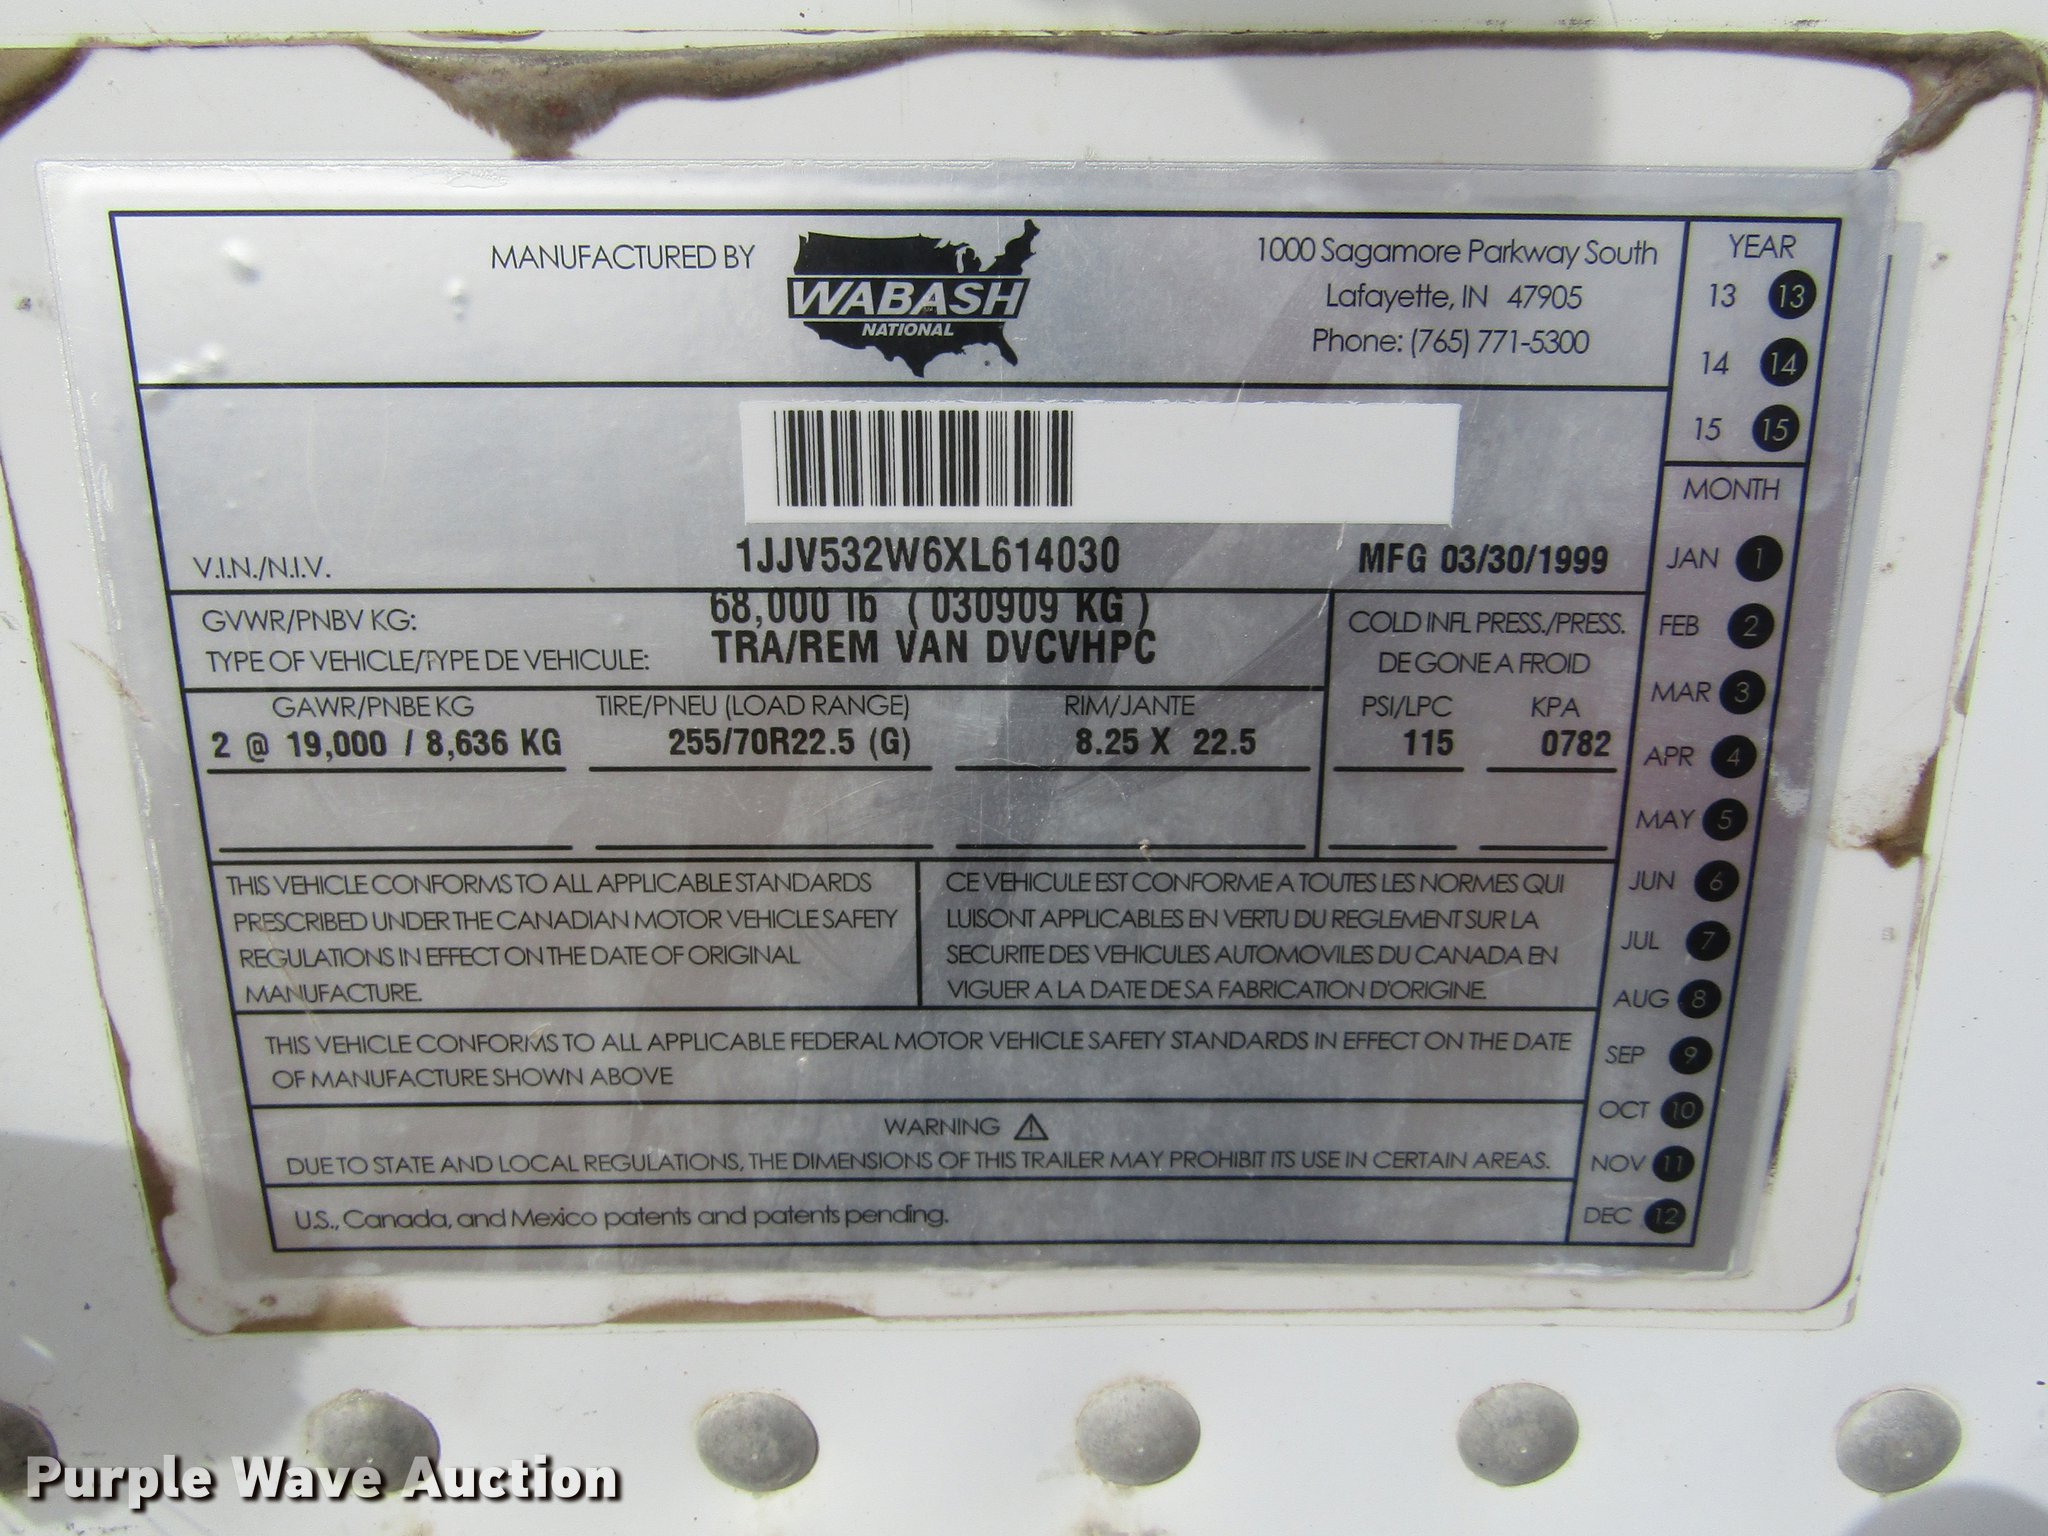 MANUFACTURED BY
WABASH
NATIONAL
1000 Sagamore Parkway South
Lafayette, IN 47905
Phone: (765) 771-5300
YEAR
13 13
14 14
15 15
V.I.N./N.I.V. 1JJV532W6XL614030 MFG 03/30/1999
GVWR/PNBV KG: 68,000 lb ( 030909 KG )
TYPE OF VEHICLE/TYPE DE VEHICULE: TRA/REM VAN DVCVHPC
COLD INFL PRESS./PRESS.
DE GONE A FROID
GAWR/PNBE KG TIRE/PNEU (LOAD RANGE) RIM/JANTE PSI/LPC KPA
2 @ 19,000 / 8,636 KG 255/70R22.5 (G) 8.25 X 22.5 115 0782
THIS VEHICLE CONFORMS TO ALL APPLICABLE STANDARDS
PRESCRIBED UNDER THE CANADIAN MOTOR VEHICLE SAFETY
REGULATIONS IN EFFECT ON THE DATE OF ORIGINAL
MANUFACTURE.
CE VEHICULE EST CONFORME A TOUTES LES NORMES QUI
LUISONT APPLICABLES EN VERTU DU REGLEMENT SUR LA
SECURITE DES VEHICULES AUTOMOVILES DU CANADA EN
VIGUER A LA DATE DE SA FABRICATION D'ORIGINE.
THIS VEHICLE CONFORMS TO ALL APPLICABLE FEDERAL MOTOR VEHICLE SAFETY STANDARDS IN EFFECT ON THE DATE
OF MANUFACTURE SHOWN ABOVE
WARNING
DUE TO STATE AND LOCAL REGULATIONS, THE DIMENSIONS OF THIS TRAILER MAY PROHIBIT ITS USE IN CERTAIN AREAS.
U.S., Canada, and Mexico patents and patents pending.
MONTH
JAN 1
FEB 2
MAR 3
APR 4
MAY 5
JUN 6
JUL 7
AUG 8
SEP 9
OCT 10
NOV 11
DEC 12
Purple Wave Auction